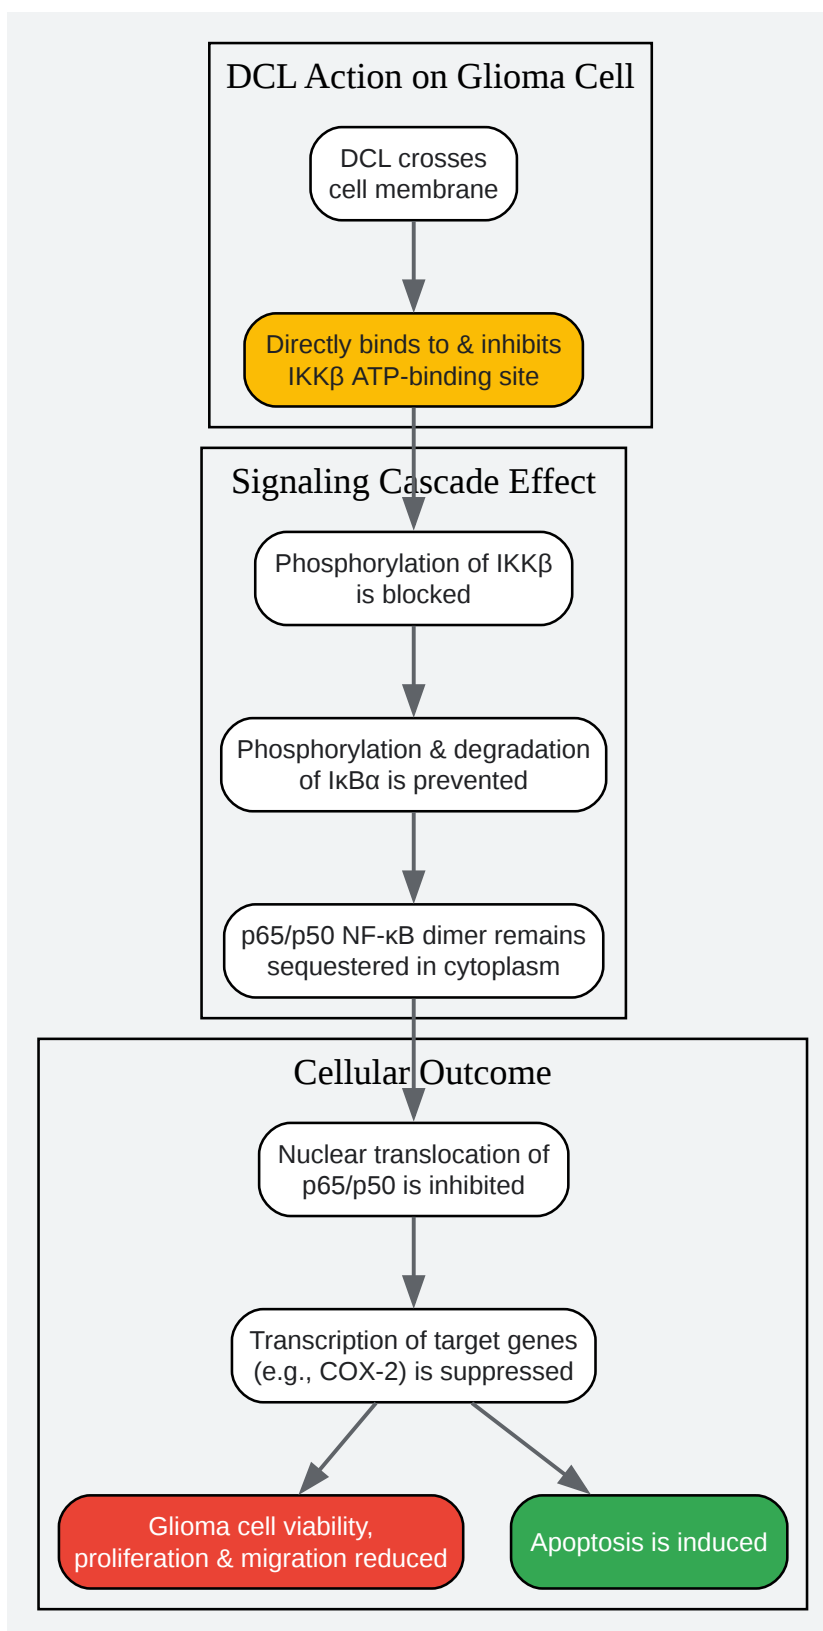 DCL Action on Glioma Cell
DCL crosses
cell membrane
Directly binds to & inhibits
IKKβ ATP-binding site
Signaling Cascade Effect
Phosphorylation of IKKβ
is blocked
Phosphorylation & degradation
of IκBα is prevented
p65/p50 NF-κB dimer remains
sequestered in cytoplasm
Cellular Outcome
Nuclear translocation of
p65/p50 is inhibited
Transcription of target genes
(e.g., COX-2) is suppressed
Glioma cell viability,
proliferation & migration reduced
Apoptosis is induced